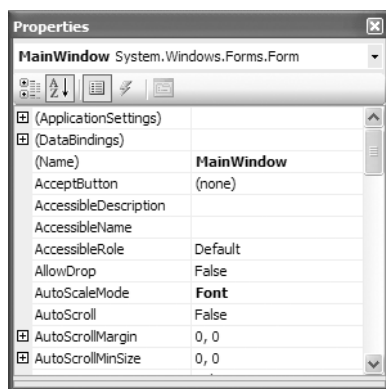 Properties
MainWindow System.Windows.Forms.Form
(ApplicationSettings)
(DataBindings)
(Name) MainWindow
AcceptButton (none)
AccessibleDescription
AccessibleName
AccessibleRole Default
AllowDrop False
AutoScaleMode Font
AutoScroll False
AutoScrollMargin 0, 0
AutoScrollMinSize 0, 0